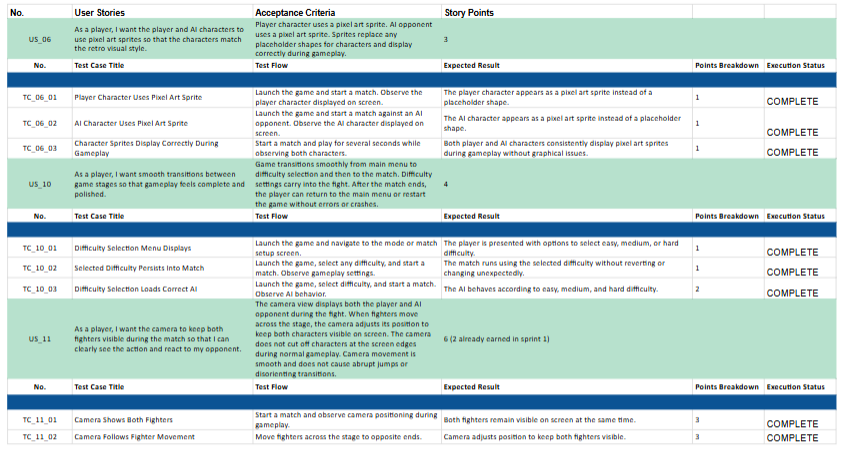 No. User Stories Acceptance Criteria Story Points
US_06
As a player, I want the player and AI characters to
use pixel art sprites so that the characters match
the retro visual style.
Player character uses a pixel art sprite. AI opponent
uses a pixel art sprite. Sprites replace any
placeholder shapes for characters and display
correctly during gameplay.
3
No. Test Case Title Test Flow Expected Result Points Breakdown Execution Status
TC_06_01
Player Character Uses Pixel Art Sprite
Launch the game and start a match. Observe the
player character displayed on screen.
The player character appears as a pixel art sprite instead of a
placeholder shape.
1
COMPLETE
TC_06_02
AI Character Uses Pixel Art Sprite
Launch the game and start a match against an AI
opponent. Observe the AI character displayed on
screen.
The AI character appears as a pixel art sprite instead of a placeholder
shape.
1
COMPLETE
TC_06_03
Character Sprites Display Correctly During
Gameplay
Start a match and play for several seconds while
observing both characters.
Both player and AI characters consistently display pixel art sprites
during gameplay without graphical issues.
1
COMPLETE
US_10
As a player, I want smooth transitions between
game stages so that gameplay feels complete and
polished.
Game transitions smoothly from main menu to
difficulty selection and then to the match. Difficulty
settings carry into the fight. After the match ends,
the player can return to the main menu or restart
the game without errors or crashes.
4
No. Test Case Title Test Flow Expected Result Points Breakdown Execution Status
TC_10_01
Difficulty Selection Menu Displays
Launch the game and navigate to the mode or match
setup screen.
The player is presented with options to select easy, medium, or hard
difficulty.
1
COMPLETE
TC_10_02
Selected Difficulty Persists Into Match
Launch the game, select any difficulty, and start a
match. Observe gameplay settings.
The match runs using the selected difficulty without reverting or
changing unexpectedly.
1
COMPLETE
TC_10_03
Difficulty Selection Loads Correct AI
Launch the game, select difficulty, and start a match.
Observe AI behavior.
The AI behaves according to easy, medium, and hard difficulty.
2
COMPLETE
US_11
As a player, I want the camera to keep both
fighters visible during the match so that I can
clearly see the action and react to my opponent.
The camera view displays both the player and AI
opponent during the fight. When fighters move
across the stage, the camera adjusts its position to
keep both characters visible on screen. The camera
does not cut off characters at the screen edges
during normal gameplay. Camera movement is
smooth and does not cause abrupt jumps or
disorienting transitions.
6 (2 already earned in sprint 1)
No. Test Case Title Test Flow Expected Result Points Breakdown Execution Status
TC_11_01
Camera Shows Both Fighters
Start a match and observe camera positioning during
gameplay.
Both fighters remain visible on screen at the same time.
3
COMPLETE
TC_11_02
Camera Follows Fighter Movement
Move fighters across the stage to opposite ends.
Camera adjusts position to keep both fighters visible.
3
COMPLETE